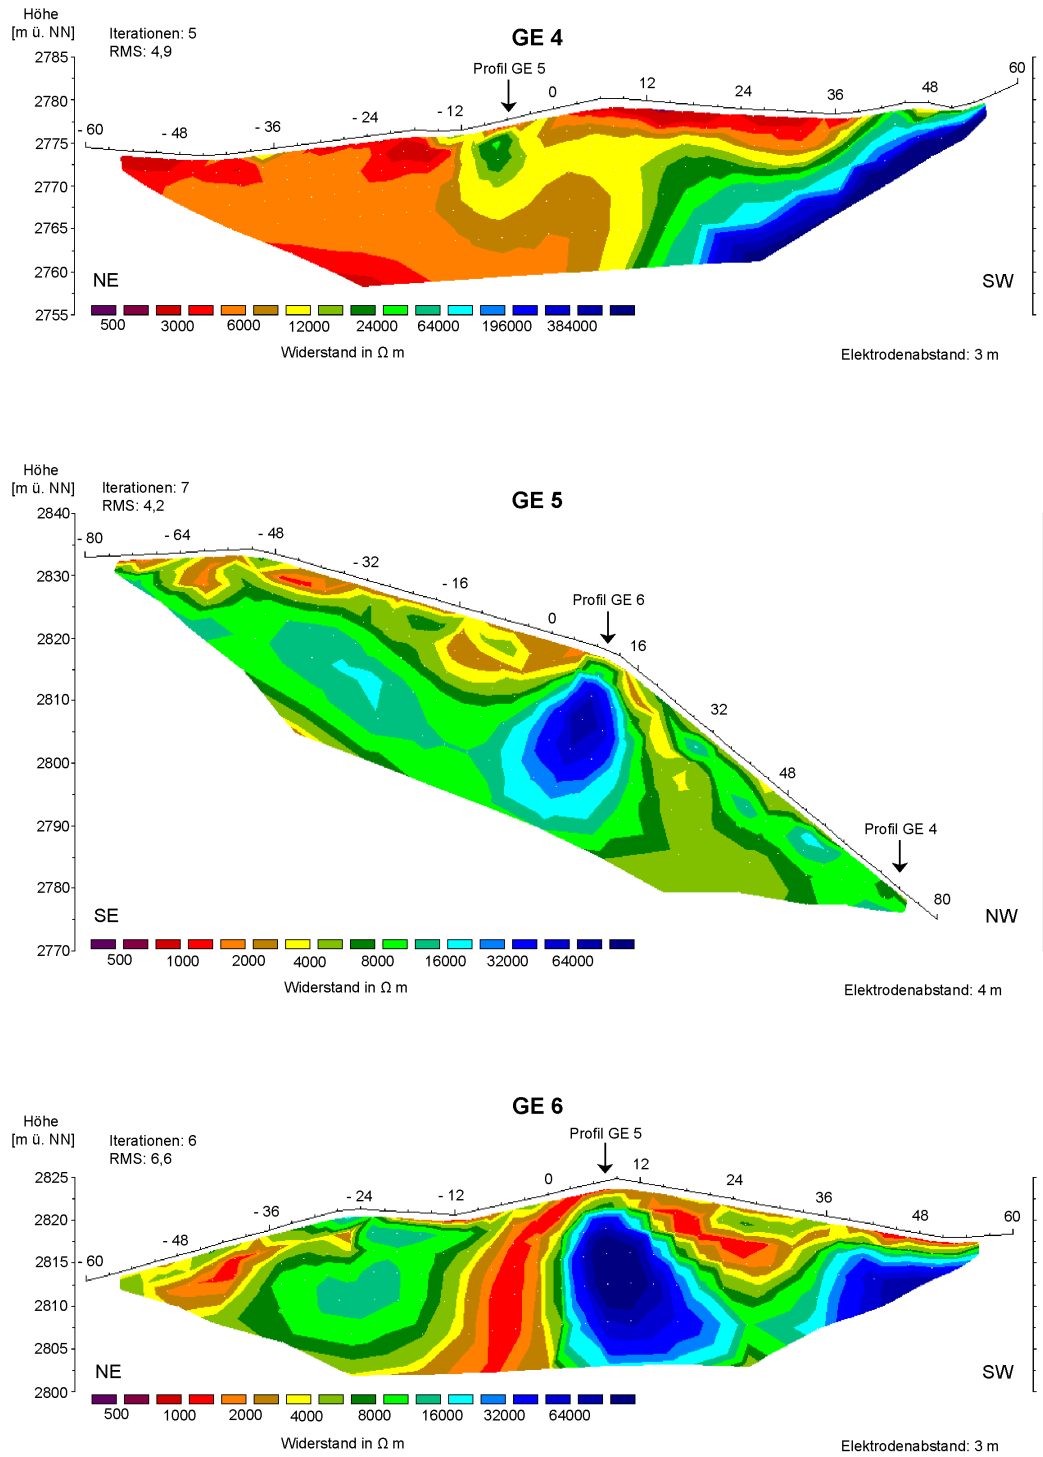 Höhe
[m ü. NN]
Iterationen: 5
RMS: 4,9
GE 4
Profil GE 5
2785
2780
2775
2770
2765
2760
2755
- 60
- 48
- 36
- 24
- 12
0
12
24
36
48
60
NE
SW
500 3000 6000 12000 24000 64000 196000 384000
Widerstand in Ω m
Elektrodenabstand: 3 m
Höhe
[m ü. NN]
Iterationen: 7
RMS: 4,2
GE 5
Profil GE 6
Profil GE 4
2840
2830
2820
2810
2800
2790
2780
2770
- 80
- 64
- 48
- 32
- 16
0
16
32
48
80
SE
NW
500 1000 2000 4000 8000 16000 32000 64000
Widerstand in Ω m
Elektrodenabstand: 4 m
Höhe
[m ü. NN]
Iterationen: 6
RMS: 6,6
GE 6
Profil GE 5
2825
2820
2815
2810
2805
2800
- 60
- 48
- 36
- 24
- 12
0
12
24
36
48
60
NE
SW
500 1000 2000 4000 8000 16000 32000 64000
Widerstand in Ω m
Elektrodenabstand: 3 m